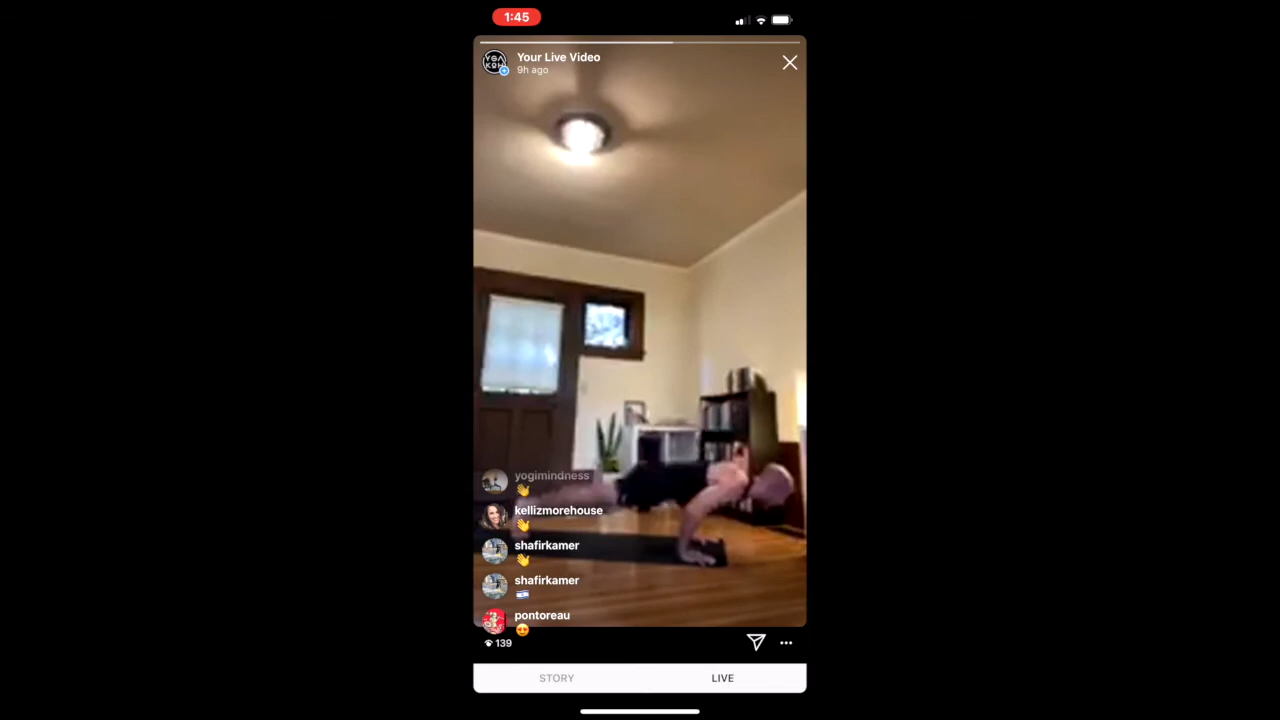 1:45
Your Live Video
9h ago
yogimindness
kellizmorehouse
shafirkamer
shafirkamer
pontoreau
139
STORY
LIVE